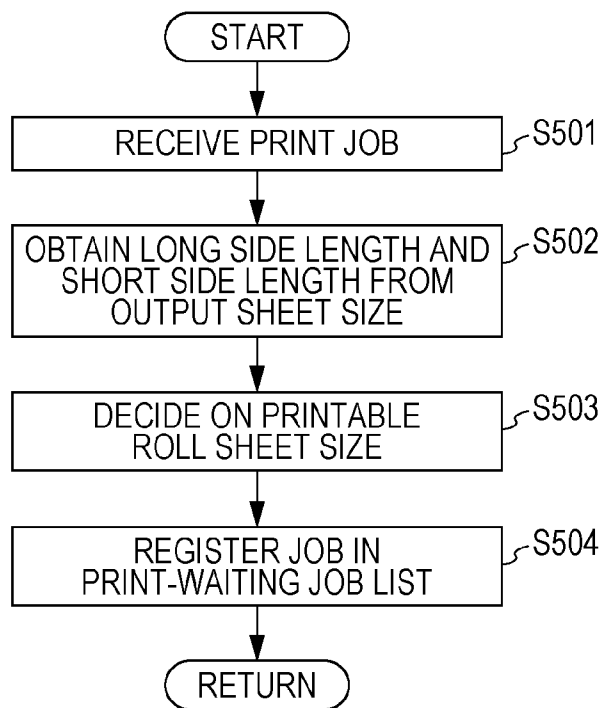 START
RECEIVE PRINT JOB
S501
OBTAIN LONG SIDE LENGTH AND
SHORT SIDE LENGTH FROM
OUTPUT SHEET SIZE
S502
DECIDE ON PRINTABLE
ROLL SHEET SIZE
S503
REGISTER JOB IN
PRINT-WAITING JOB LIST
S504
RETURN